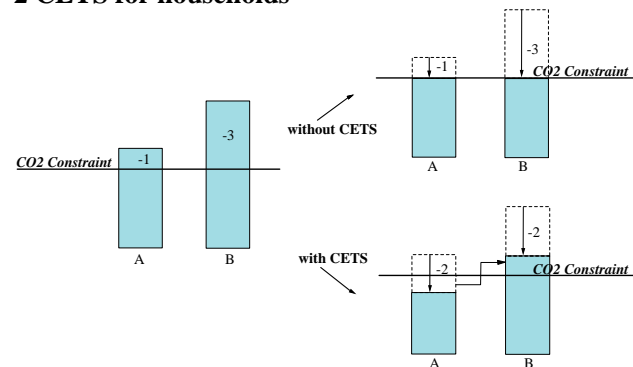 2 CETS for households
-1
-3
CO2 Constraint
A
B
without CETS
-1
-3
CO2 Constraint
A
B
with CETS
-2
-2
CO2 Constraint
A
B